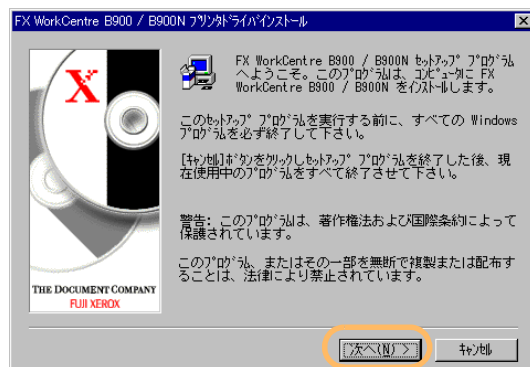 FX WorkCentre B900 / B900N ﾌﾟﾘﾝﾀﾄﾞﾗｲﾊﾞｲﾝｽﾄｰﾙ
FX WorkCentre B900 / B900N ｾｯﾄｱｯﾌﾟ ﾌﾟﾛｸﾞﾗﾑ
へようこそ。このﾌﾟﾛｸﾞﾗﾑは、ｺﾝﾋﾟｭｰﾀに FX
WorkCentre B900 / B900N をｲﾝｽﾄｰﾙします。
このｾｯﾄｱｯﾌﾟ ﾌﾟﾛｸﾞﾗﾑを実行する前に、すべての Windows
ﾌﾟﾛｸﾞﾗﾑを必ず終了して下さい。
[ｷｬﾝｾﾙ]ﾎﾞﾀﾝをｸﾘｯｸしｾｯﾄｱｯﾌﾟ ﾌﾟﾛｸﾞﾗﾑを終了した後、現
在使用中のﾌﾟﾛｸﾞﾗﾑをすべて終了させて下さい。
警告: このﾌﾟﾛｸﾞﾗﾑは、著作権法および国際条約によって
保護されています。
このﾌﾟﾛｸﾞﾗﾑ、またはその一部を無断で複製または配布す
ることは、法律により禁止されています。
X
THE DOCUMENT COMPANY
FUJI XEROX
次へ(N) >
ｷｬﾝｾﾙ